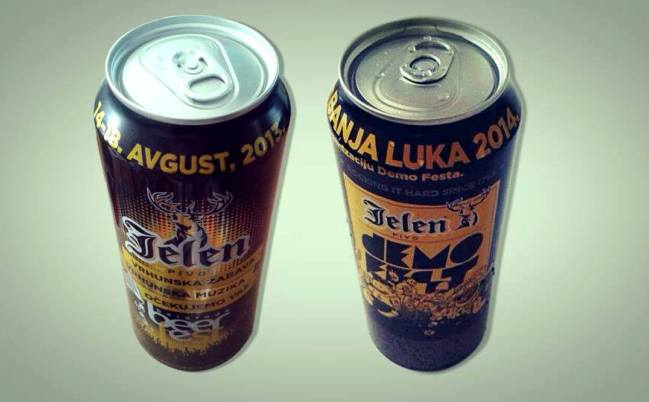 14-18. AVGUST, 2013.
Jelen
PIVO
VRHUNSKA ZABAVA
VRHUNSKA MUZIKA
OČEKUJEMO VAS
beer
BANJA LUKA 2014.
Demo Festa.
ROCKING IT HARD SINCE
Jelen
PIVO
DEMO
FEST